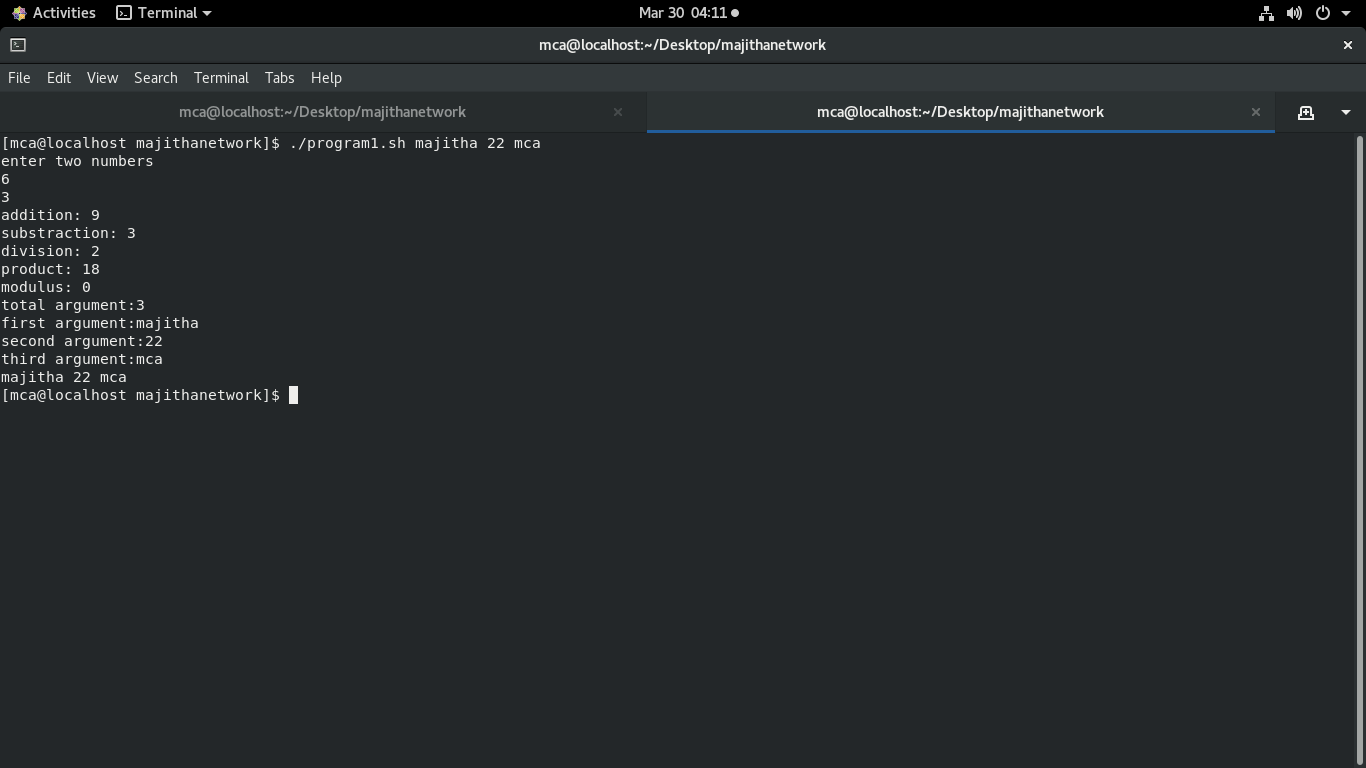 Activities Terminal Mar 30 04:11
mca@localhost:~/Desktop/majithanetwork
File Edit View Search Terminal Tabs Help
mca@localhost:~/Desktop/majithanetwork mca@localhost:~/Desktop/majithanetwork
[mca@localhost majithanetwork]$ ./program1.sh majitha 22 mca
enter two numbers
6
3
addition: 9
substraction: 3
division: 2
product: 18
modulus: 0
total argument:3
first argument:majitha
second argument:22
third argument:mca
majitha 22 mca
[mca@localhost majithanetwork]$